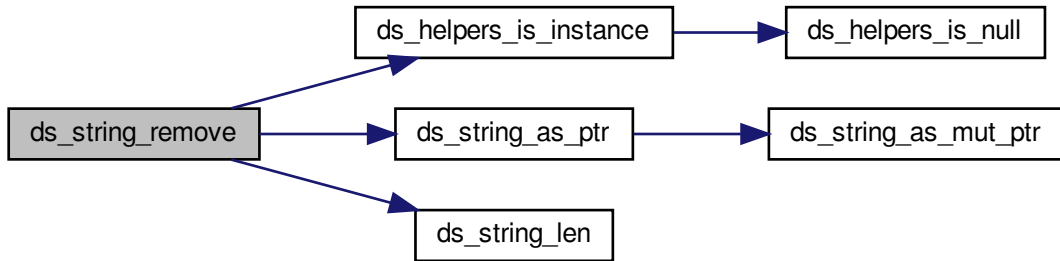 ds_helpers_is_instance
ds_helpers_is_null
ds_string_remove
ds_string_as_ptr
ds_string_as_mut_ptr
ds_string_len